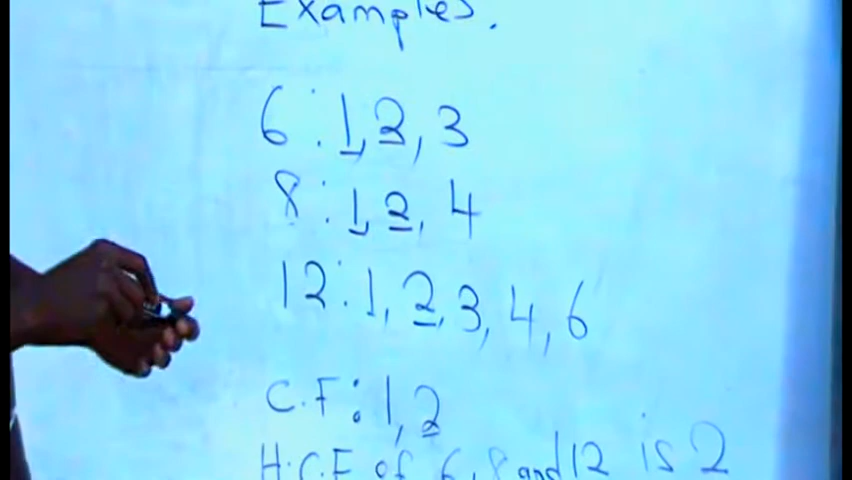 Examples.
6 : 1, 2, 3
8 : 1, 2, 4
12 : 1, 2, 3, 4, 6
C.F : 1, 2
H.C.F of 6, 8 and 12 is 2